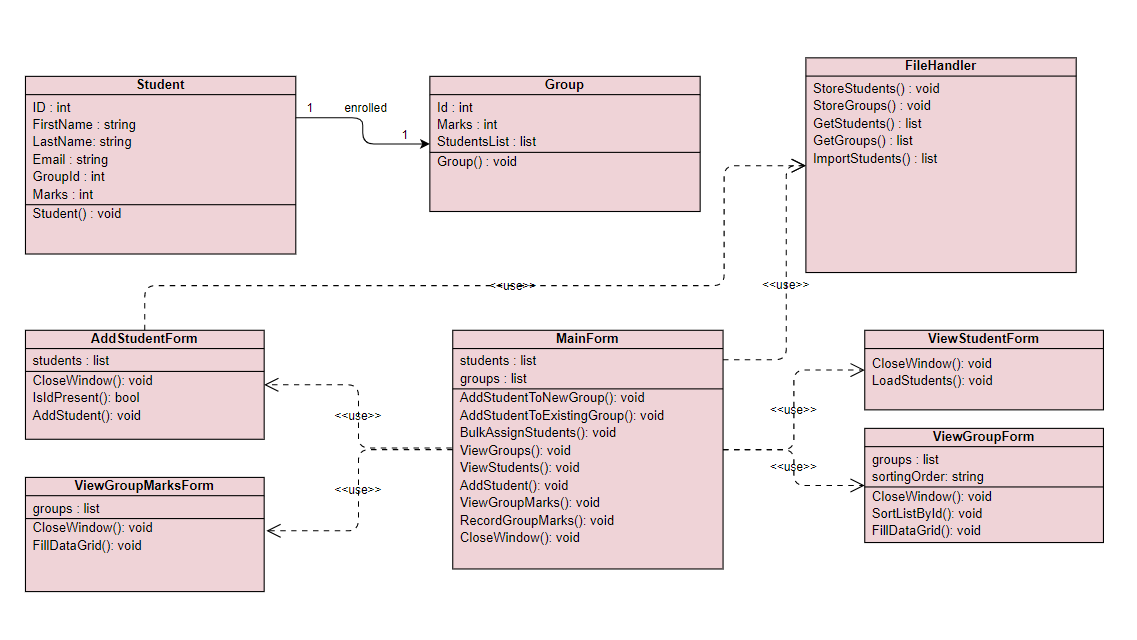 Student
ID : int
FirstName : string
LastName: string
Email : string
GroupId : int
Marks : int
Student() : void
1
enrolled
1
Group
Id : int
Marks : int
StudentsList : list
Group() : void
FileHandler
StoreStudents() : void
StoreGroups() : void
GetStudents() : list
GetGroups() : list
ImportStudents() : list
<<use>>
<<use>>
AddStudentForm
students : list
CloseWindow(): void
IsIdPresent(): bool
AddStudent(): void
<<use>>
<<use>>
ViewGroupMarksForm
groups : list
CloseWindow(): void
FillDataGrid(): void
MainForm
students : list
groups : list
AddStudentToNewGroup(): void
AddStudentToExistingGroup(): void
BulkAssignStudents(): void
ViewGroups(): void
ViewStudents(): void
AddStudent(): void
ViewGroupMarks(): void
RecordGroupMarks(): void
CloseWindow(): void
<<use>>
<<use>>
ViewStudentForm
CloseWindow(): void
LoadStudents(): void
ViewGroupForm
groups : list
sortingOrder: string
CloseWindow(): void
SortListById(): void
FillDataGrid(): void